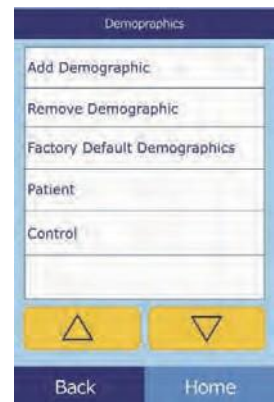 Demographics
Add Demographic
Remove Demographic
Factory Default Demographics
Patient
Control
Back Home